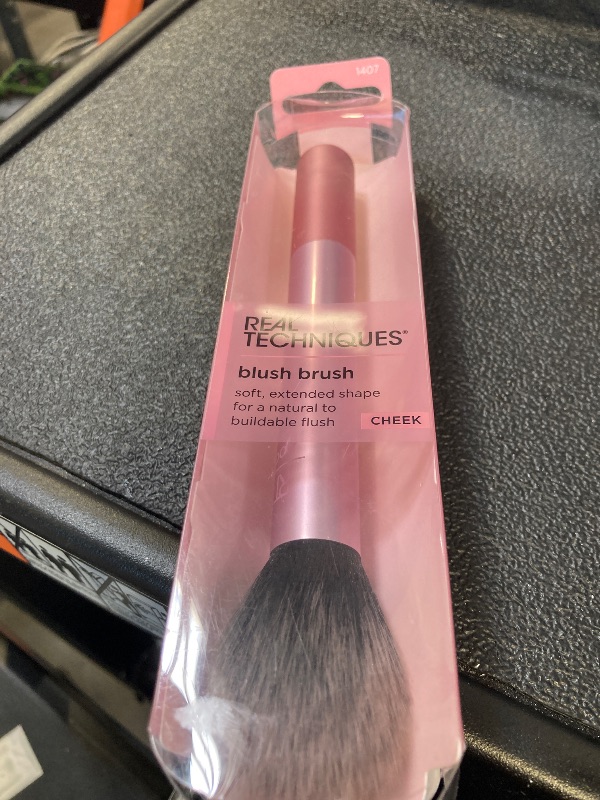 1407
REAL
TECHNIQUES®
blush brush
soft, extended shape
for a natural to
buildable flush
CHEEK